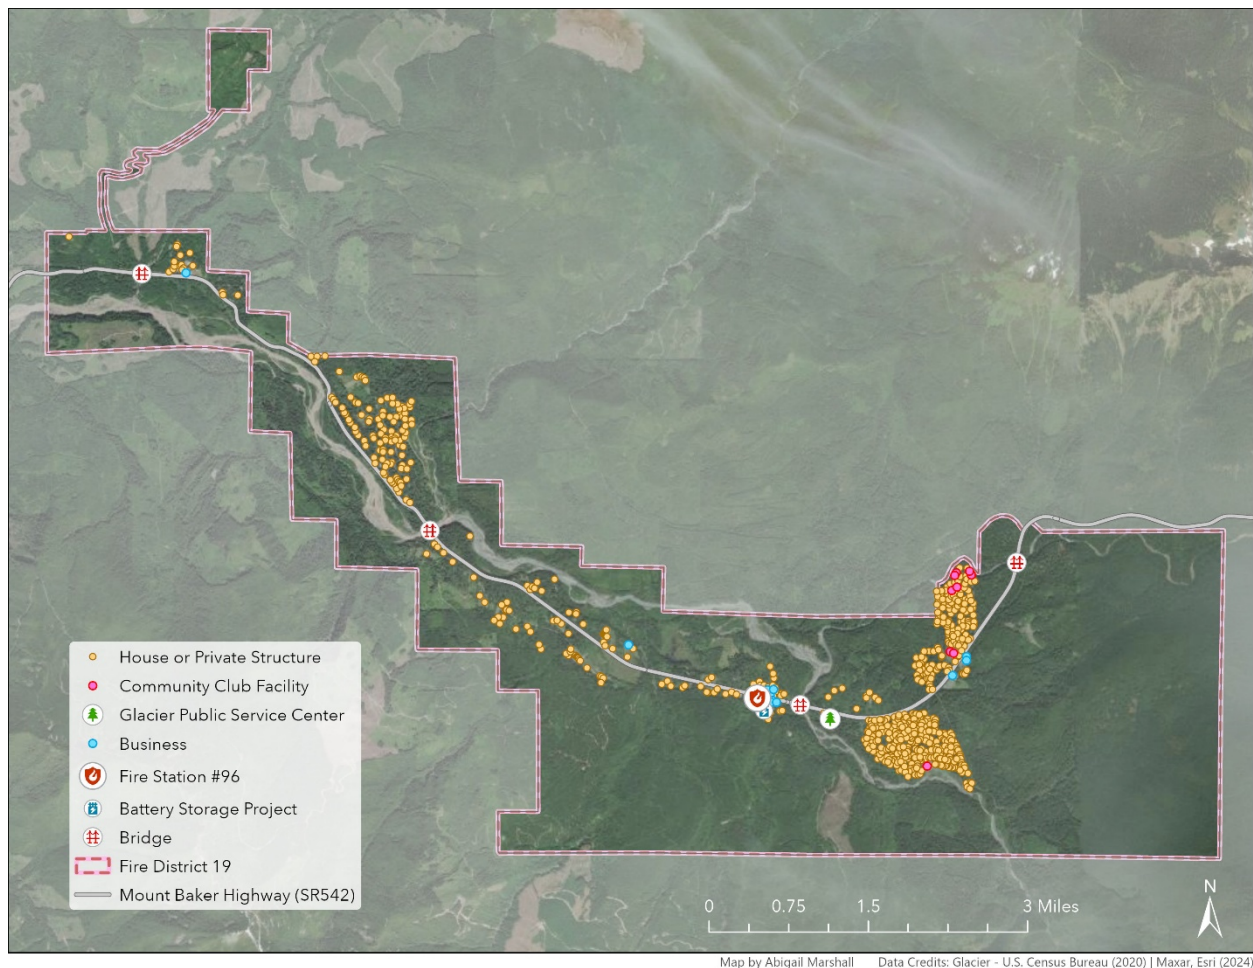 House or Private Structure
Community Club Facility
Glacier Public Service Center
Business
Fire Station #96
Battery Storage Project
Bridge
Fire District 19
Mount Baker Highway (SR542)
0 0.75 1.5 3 Miles
N
Map by Abigail Marshall Data Credits: Glacier - U.S. Census Bureau (2020) | Maxar, Esri (2024)